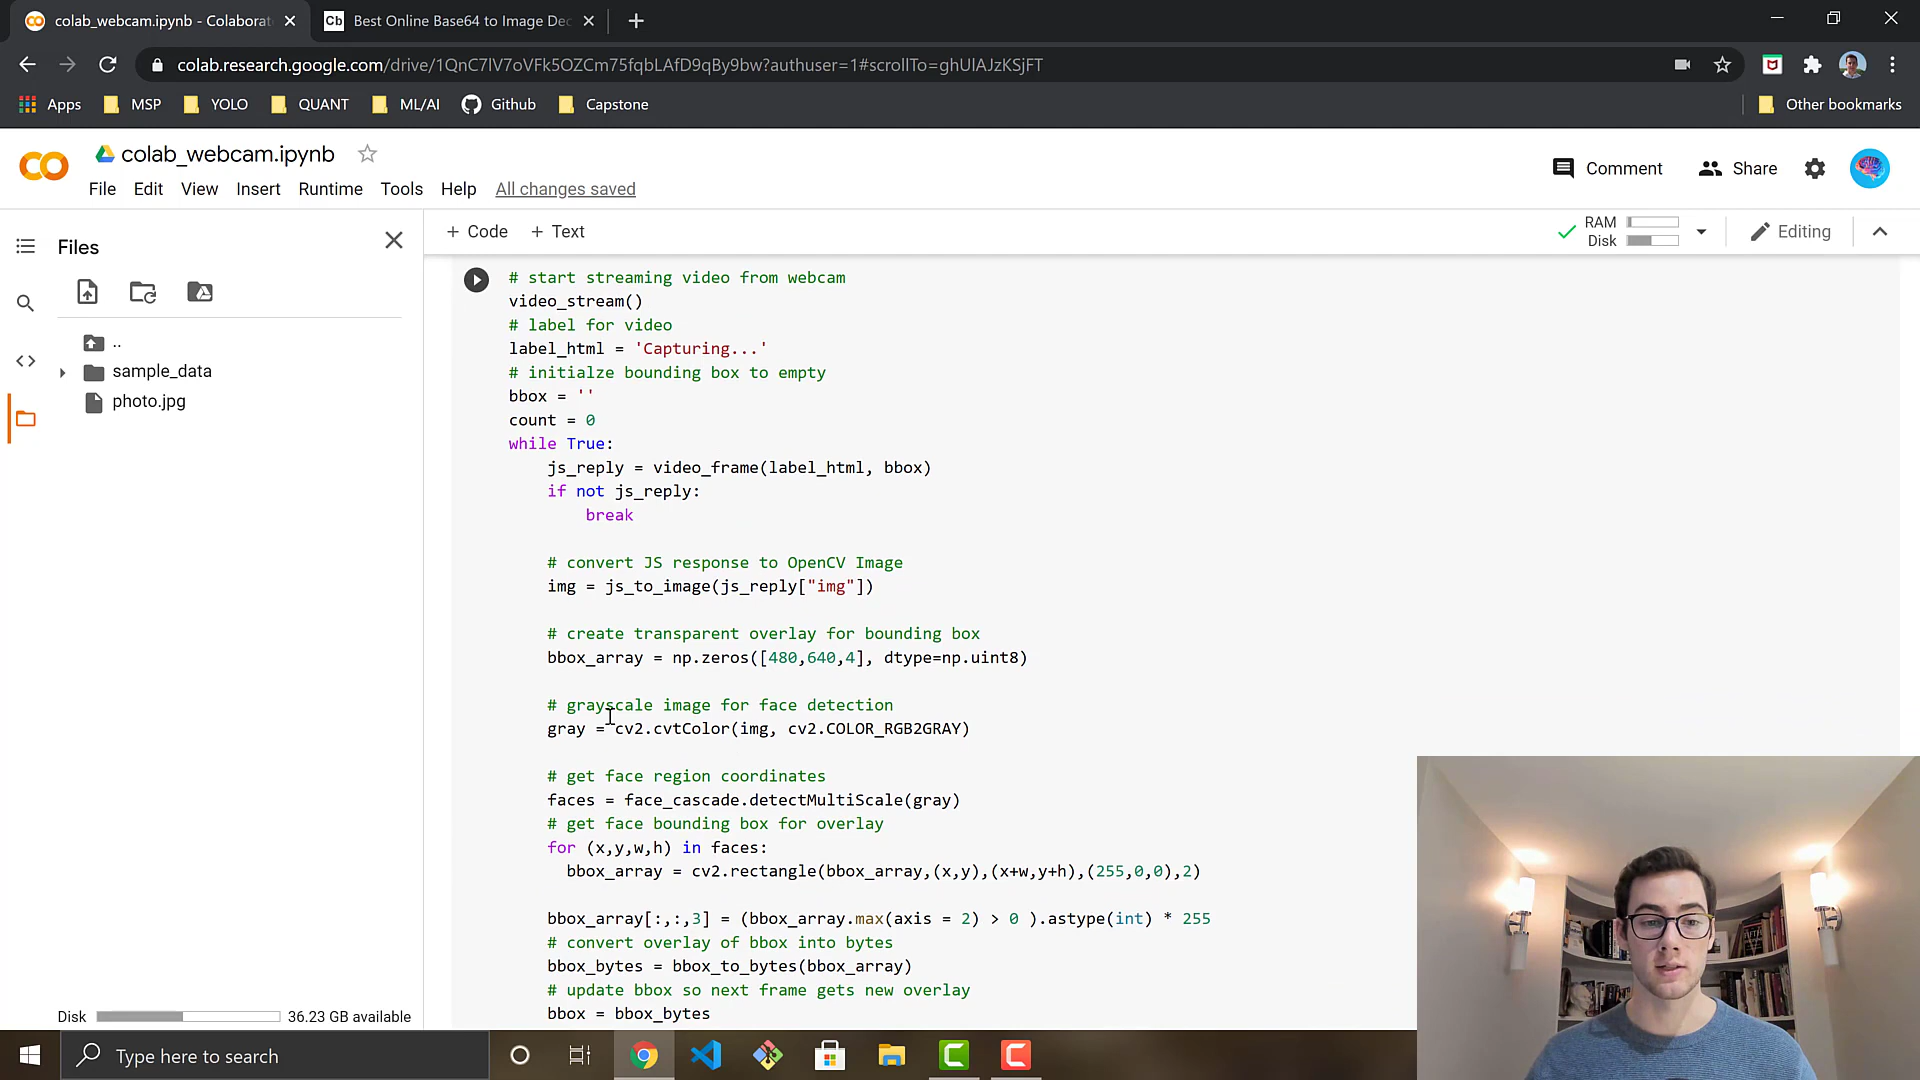 colab_webcam.ipynb - Colaborat
Cb Best Online Base64 to Image Dec
colab.research.google.com/drive/1QnC7lV7oVFk5OZCm75fqbLAfD9qBy9bw?authuser=1#scrollTo=ghUlAJzKSjFT
Apps MSP YOLO QUANT ML/AI Github Capstone Other bookmarks
colab_webcam.ipynb
File Edit View Insert Runtime Tools Help All changes saved
Comment Share
Files
+ Code + Text
RAM
Disk
Editing
..
sample_data
photo.jpg
Disk 36.23 GB available
# start streaming video from webcam
video_stream()
# label for video
label_html = 'Capturing...'
# initialze bounding box to empty
bbox = ''
count = 0
while True:
    js_reply = video_frame(label_html, bbox)
    if not js_reply:
        break
    # convert JS response to OpenCV Image
    img = js_to_image(js_reply["img"])
    # create transparent overlay for bounding box
    bbox_array = np.zeros([480,640,4], dtype=np.uint8)
    # grayscale image for face detection
    gray = cv2.cvtColor(img, cv2.COLOR_RGB2GRAY)
    # get face region coordinates
    faces = face_cascade.detectMultiScale(gray)
    # get face bounding box for overlay
    for (x,y,w,h) in faces:
      bbox_array = cv2.rectangle(bbox_array,(x,y),(x+w,y+h),(255,0,0),2)
    bbox_array[:,:,3] = (bbox_array.max(axis = 2) > 0 ).astype(int) * 255
    # convert overlay of bbox into bytes
    bbox_bytes = bbox_to_bytes(bbox_array)
    # update bbox so next frame gets new overlay
    bbox = bbox_bytes
Type here to search